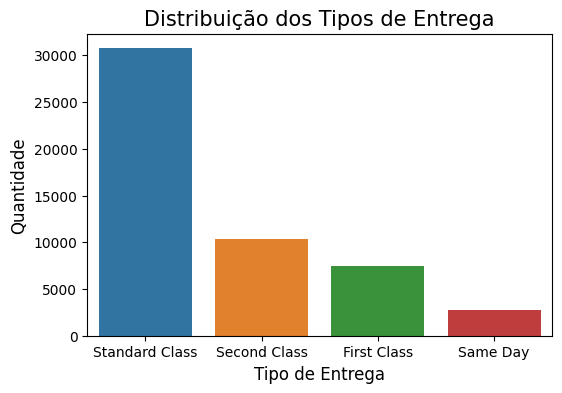 Distribuição dos Tipos de Entrega
Quantidade
30000
25000
20000
15000
10000
5000
0
Standard Class
Second Class
First Class
Same Day
Tipo de Entrega